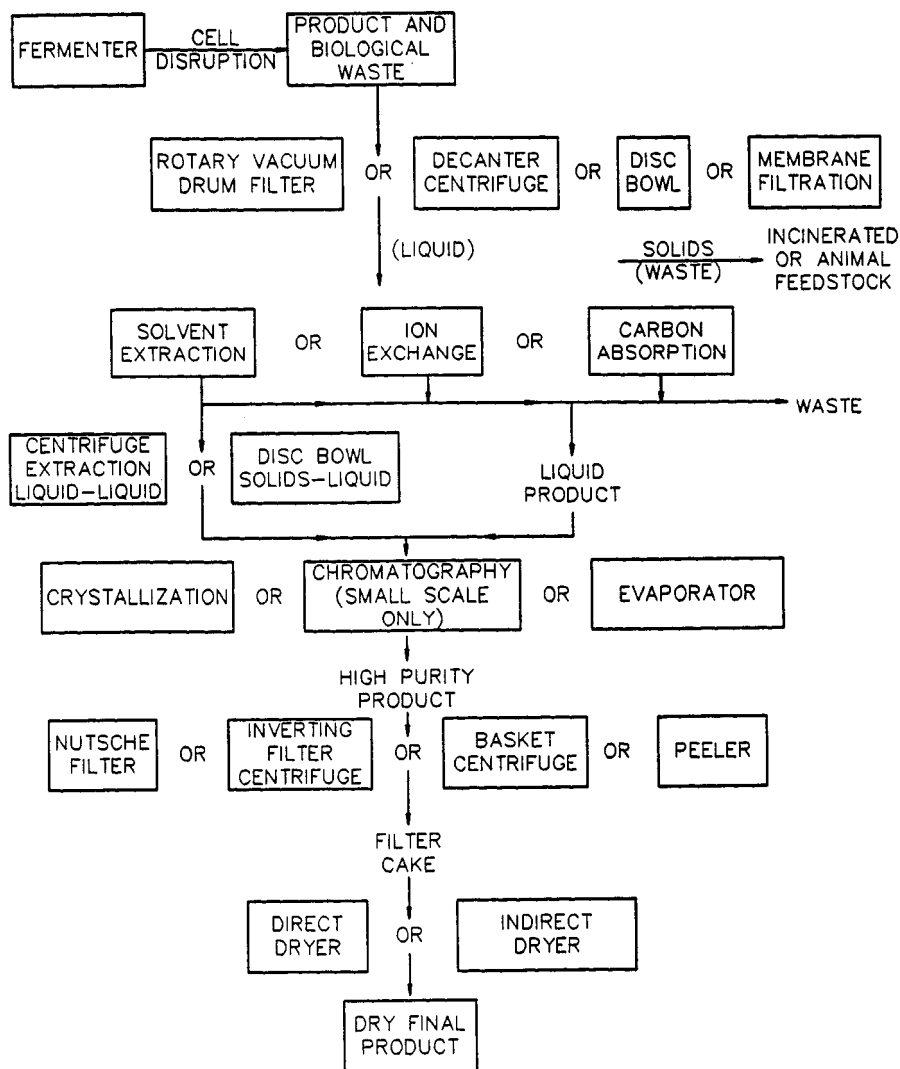 FERMENTER
CELL
DISRUPTION
PRODUCT AND
BIOLOGICAL
WASTE
ROTARY VACUUM
DRUM FILTER
OR
DECANTER
CENTRIFUGE
OR
DISC
BOWL
OR
MEMBRANE
FILTRATION
(LIQUID)
SOLIDS
(WASTE)
INCINERATED
OR ANIMAL
FEEDSTOCK
SOLVENT
EXTRACTION
OR
ION
EXCHANGE
OR
CARBON
ABSORPTION
WASTE
CENTRIFUGE
EXTRACTION
LIQUID-LIQUID
OR
DISC BOWL
SOLIDS-LIQUID
LIQUID
PRODUCT
CRYSTALLIZATION
OR
CHROMATOGRAPHY
(SMALL SCALE
ONLY)
OR
EVAPORATOR
HIGH PURITY
PRODUCT
NUTSCHE
FILTER
OR
INVERTING
FILTER
CENTRIFUGE
OR
BASKET
CENTRIFUGE
OR
PEELER
FILTER
CAKE
DIRECT
DRYER
OR
INDIRECT
DRYER
DRY FINAL
PRODUCT